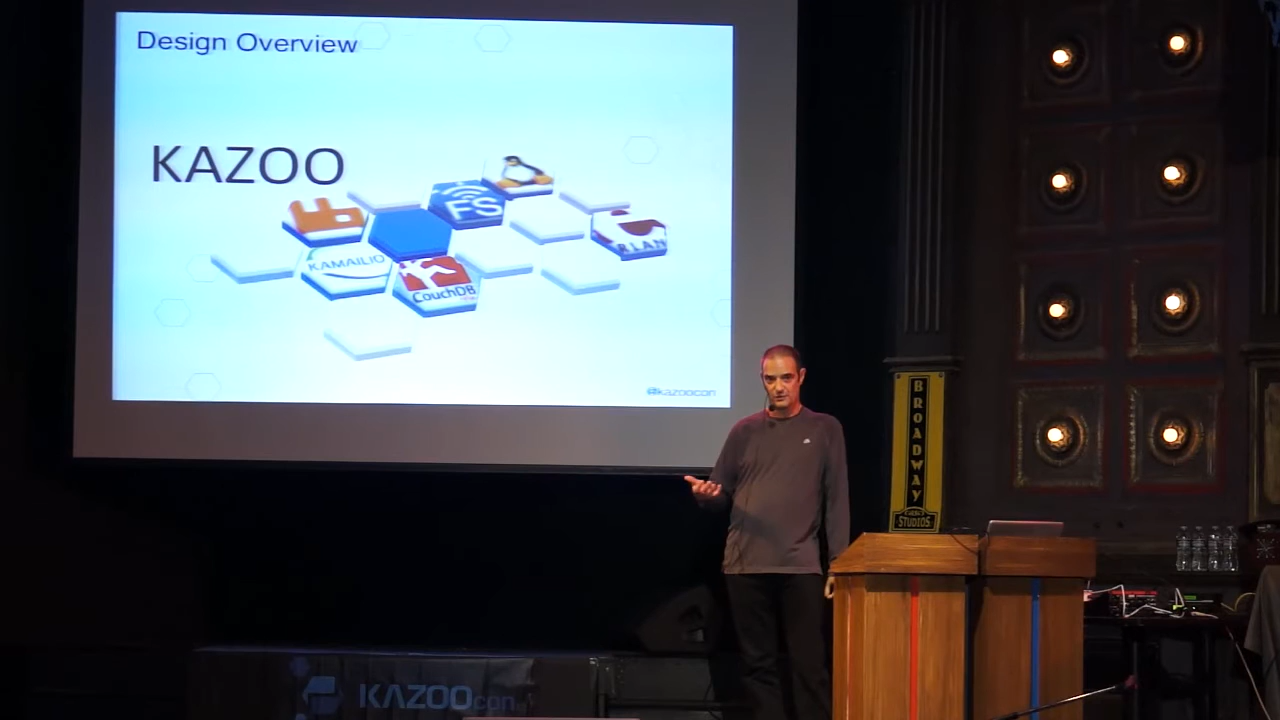 Design Overview
KAZOO
FS
RLAN
KAMAILIO
CouchDB
@kazoocon
BROADWAY
STUDIOS
KAZOOcon